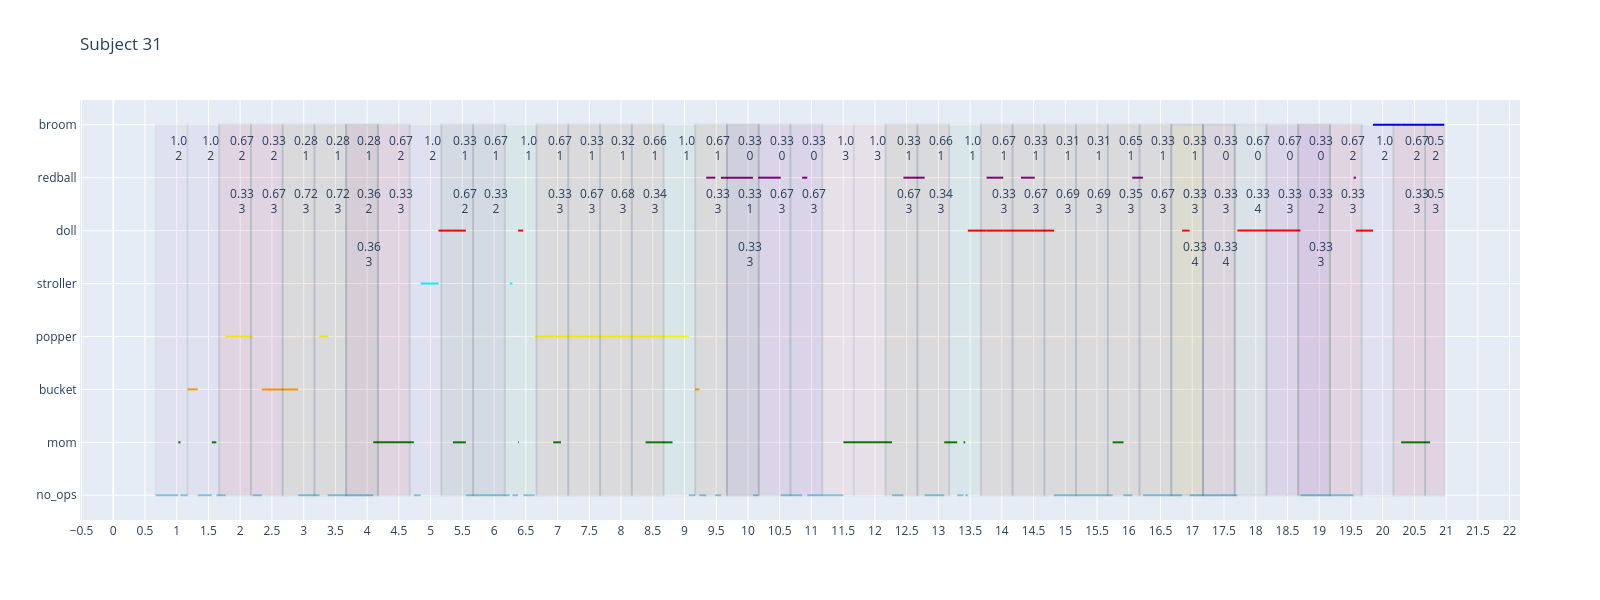 Subject 31
broom
1.0 1.0 0.67 0.33 0.28 0.28 0.28 0.67 1.0 0.33 0.67 1.0 0.67 0.33 0.32 0.66 1.0 0.67 0.33 0.33 0.33 1.0 1.0 0.33 0.66 1.0 0.67 0.33 0.31 0.31 0.65 0.33 0.33 0.33 0.67 0.67 0.33 0.67 1.0 0.67 0.5
2 2 2 2 1 1 1 2 2 1 1 1 1 1 1 1 1 1 0 0 0 3 3 1 1 1 1 1 1 1 1 1 1 0 0 0 0 2 2 2 2
redball
0.33 0.67 0.72 0.72 0.36 0.33 0.67 0.33 0.33 0.67 0.68 0.34 0.33 0.33 0.67 0.67 0.67 0.34 0.33 0.67 0.69 0.69 0.35 0.67 0.33 0.33 0.33 0.33 0.33 0.33 0.33 0.5
3 3 3 3 2 3 2 2 3 3 3 3 3 1 3 3 3 3 3 3 3 3 3 3 3 3 4 3 2 3 3 3
doll
0.36 0.33 0.33 0.33 0.33
3 3 4 4 3
stroller
popper
bucket
mom
no_ops
−0.5 0 0.5 1 1.5 2 2.5 3 3.5 4 4.5 5 5.5 6 6.5 7 7.5 8 8.5 9 9.5 10 10.5 11 11.5 12 12.5 13 13.5 14 14.5 15 15.5 16 16.5 17 17.5 18 18.5 19 19.5 20 20.5 21 21.5 22